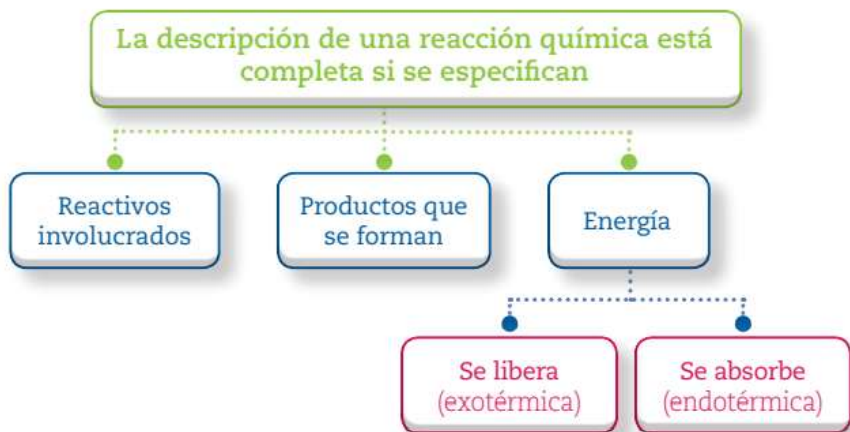 La descripción de una reacción química está
completa si se especifican
Reactivos
involucrados
Productos que
se forman
Energía
Se libera
(exotérmica)
Se absorbe
(endotérmica)